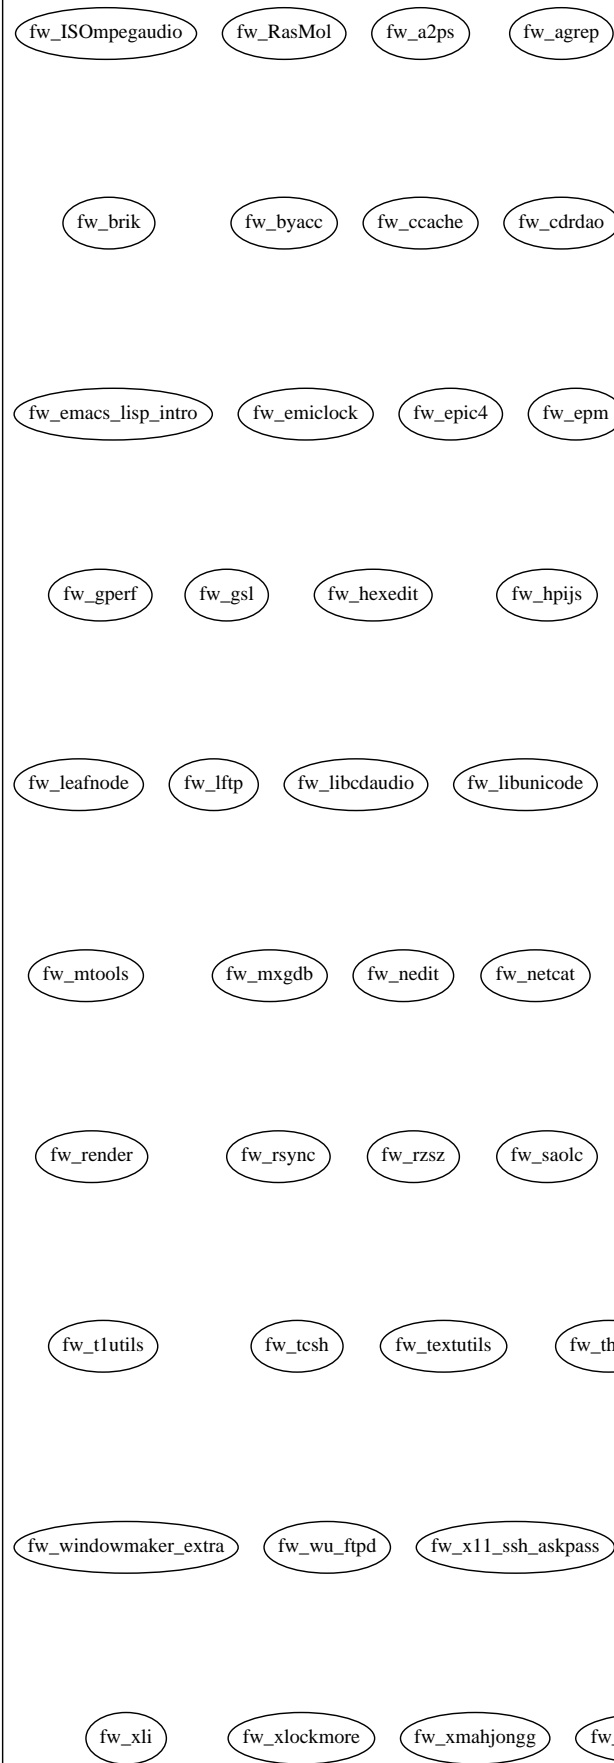 fw_ISOmpegaudio fw_RasMol fw_a2ps fw_agrep
fw_brik fw_byacc fw_ccache fw_cdrdao
fw_emacs_lisp_intro fw_emiclock fw_epic4 fw_epm
fw_gperf fw_gsl fw_hexedit fw_hpijs
fw_leafnode fw_lftp fw_libcdaudio fw_libunicode
fw_mtools fw_mxgdb fw_nedit fw_netcat
fw_render fw_rsync fw_rzsz fw_saolc
fw_t1utils fw_tcsh fw_textutils
fw_windowmaker_extra fw_wu_ftpd fw_x11_ssh_askpass
fw_xli fw_xlockmore fw_xmahjongg